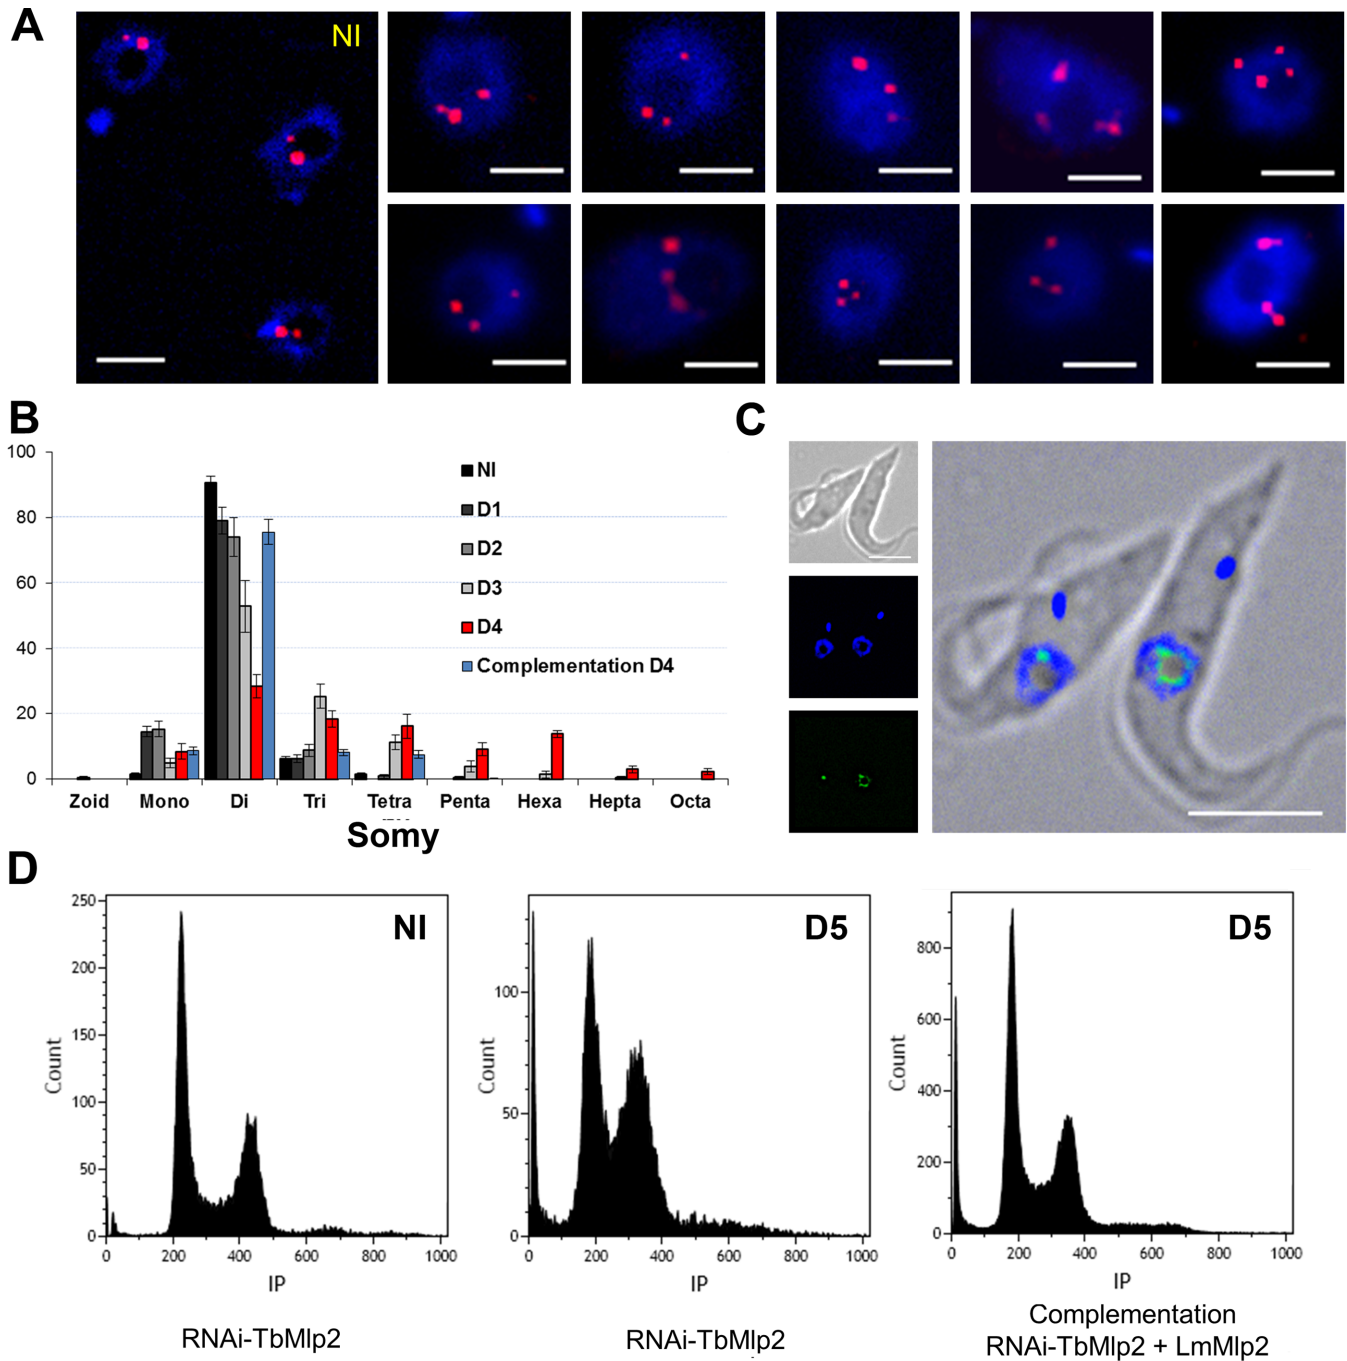 A
NI
B
100
80
60
40
20
0
NI
D1
D2
D3
D4
Complementation D4
Zoid Mono Di Tri Tetra Penta Hexa Hepta Octa
Somy
C
D
250
200
150
100
50
0
Count
NI
0 200 400 600 800 1000
IP
RNAi-TbMlp2
100
50
0
Count
D5
0 200 400 600 800 1000
IP
RNAi-TbMlp2
800
600
400
200
0
Count
D5
0 200 400 600 800 1000
IP
Complementation
RNAi-TbMlp2 + LmMlp2